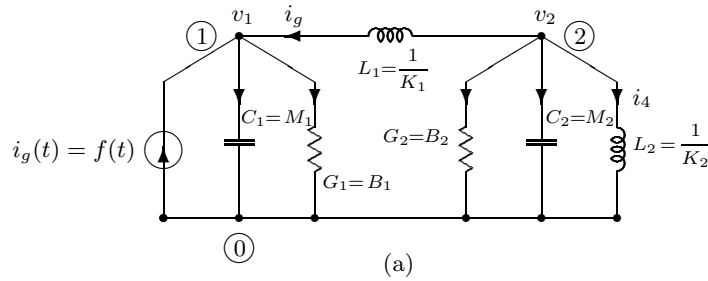 v₁ i_g v₂
1 2
L₁=1/K₁
i₄
C₁=M₁ C₂=M₂
i_g(t) = f(t) G₂=B₂ L₂=1/K₂
G₁=B₁
0
(a)